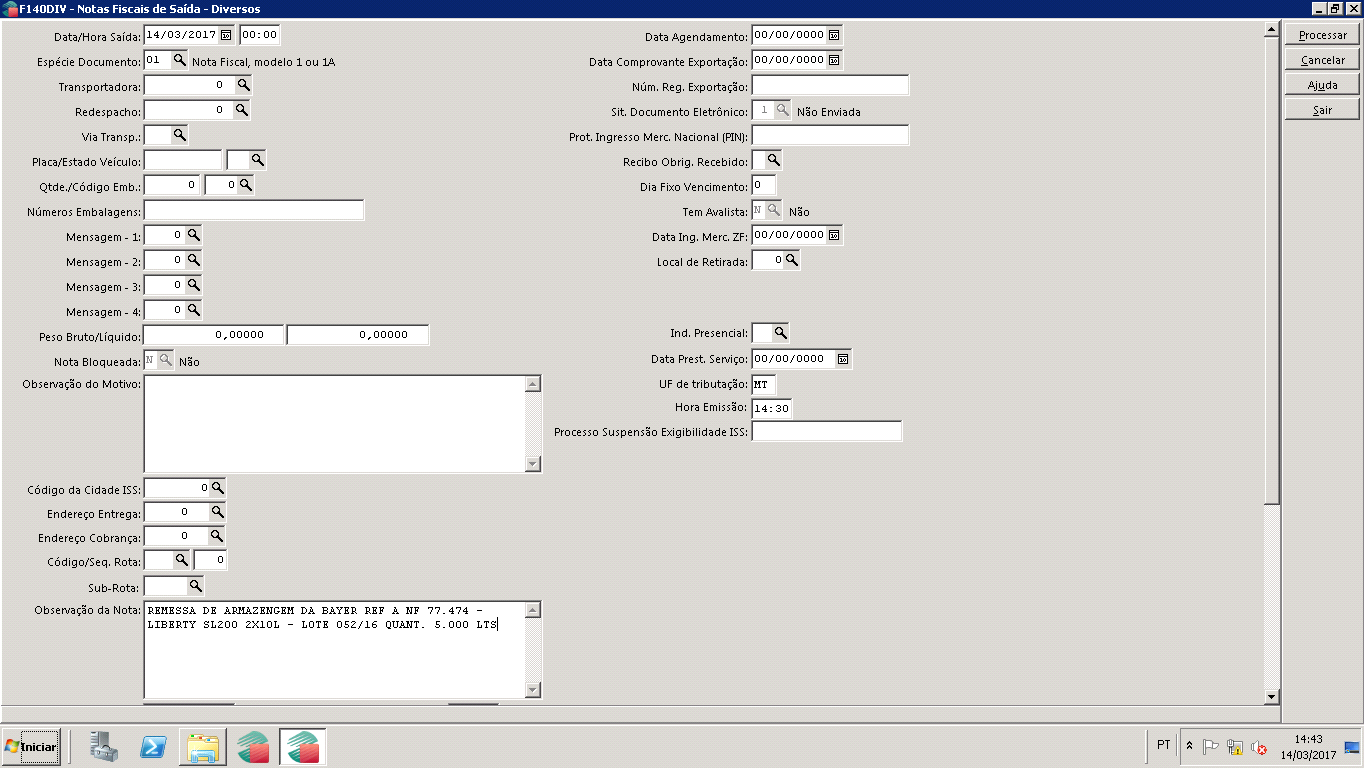 F140DIV - Notas Fiscais de Saída - Diversos
Data/Hora Saída: 14/03/2017 00:00
Espécie Documento: 01 Nota Fiscal, modelo 1 ou 1A
Transportadora: 0
Redespacho: 0
Via Transp.:
Placa/Estado Veículo:
Qtde./Código Emb.: 0 0
Números Embalagens:
Mensagem - 1: 0
Mensagem - 2: 0
Mensagem - 3: 0
Mensagem - 4: 0
Peso Bruto/Líquido: 0,00000 0,00000
Nota Bloqueada: N Não
Observação do Motivo:
Código da Cidade ISS: 0
Endereço Entrega: 0
Endereço Cobrança: 0
Código/Seq. Rota: 0
Sub-Rota:
Observação da Nota: REMESSA DE ARMAZENGEM DA BAYER REF A NF 77.474 -
LIBERTY SL200 2X10L - LOTE 052/16 QUANT. 5.000 LTS
Data Agendamento: 00/00/0000
Data Comprovante Exportação: 00/00/0000
Núm. Reg. Exportação:
Sit. Documento Eletrônico: 1 Não Enviada
Prot. Ingresso Merc. Nacional (PIN):
Recibo Obrig. Recebido:
Dia Fixo Vencimento: 0
Tem Avalista: N Não
Data Ing. Merc. ZF: 00/00/0000
Local de Retirada: 0
Ind. Presencial:
Data Prest. Serviço: 00/00/0000
UF de tributação: MT
Hora Emissão: 14:30
Processo Suspensão Exigibilidade ISS:
Processar
Cancelar
Ajuda
Sair
Iniciar
PT
14:43
14/03/2017